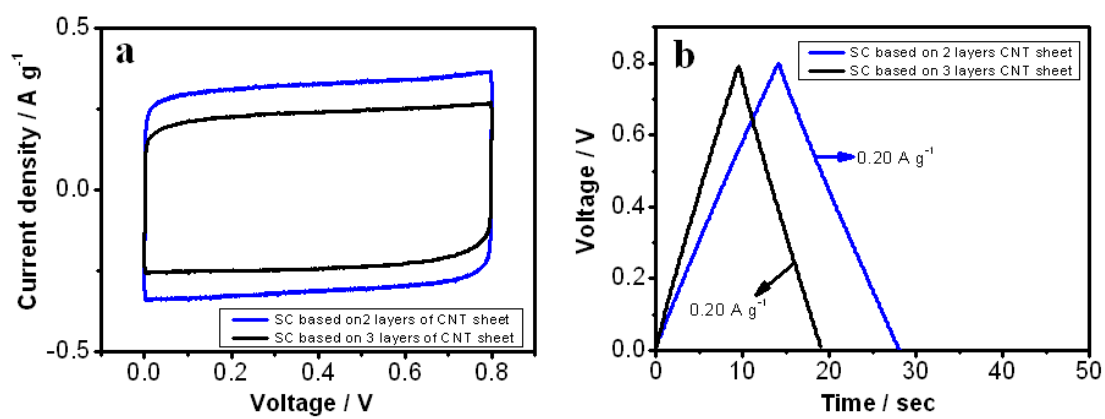 a
Current density / A g⁻¹
0.5
0.0
-0.5
SC based on2 layers of CNT sheet
SC based on 3 layers of CNT sheet
0.0 0.2 0.4 0.6 0.8
Voltage / V
b
Voltage / V
0.8
0.6
0.4
0.2
0.0
SC based on 2 layers CNT sheet
SC based on 3 layers CNT sheet
0.20 A g⁻¹
0.20 A g⁻¹
0 10 20 30 40 50
Time / sec